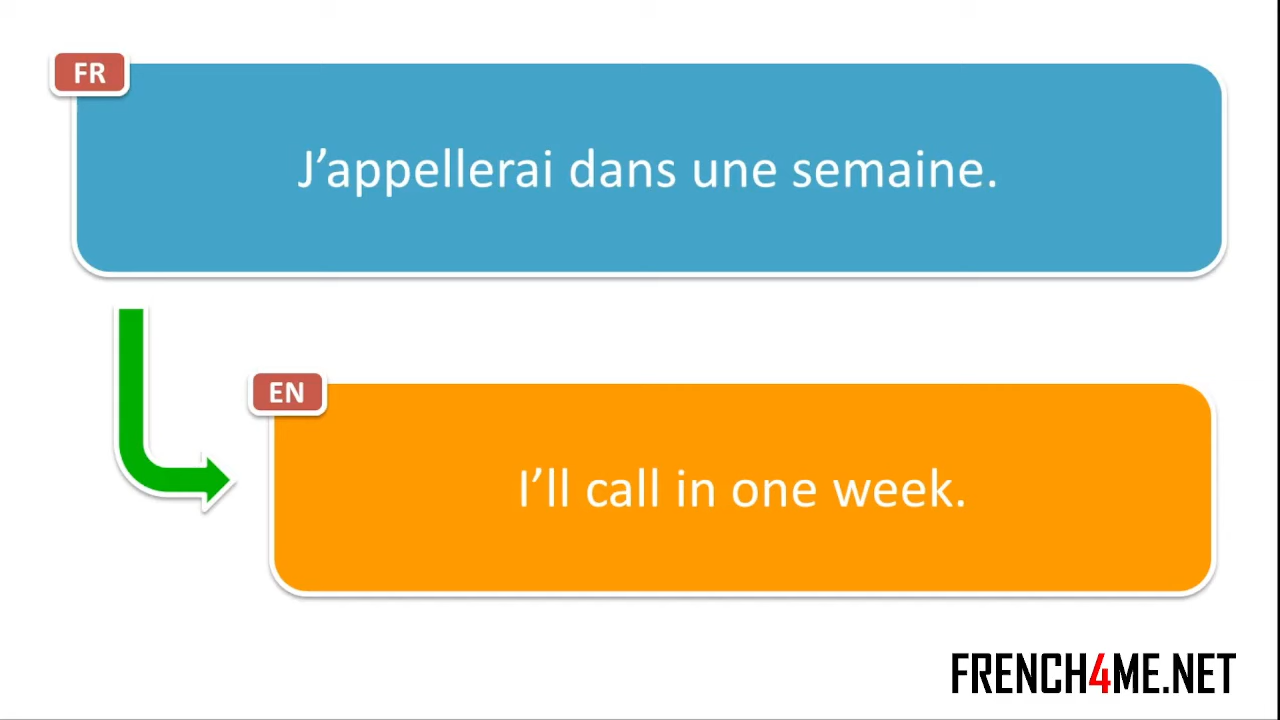 FR
J’appellerai dans une semaine.
EN
I’ll call in one week.
FRENCH4ME.NET